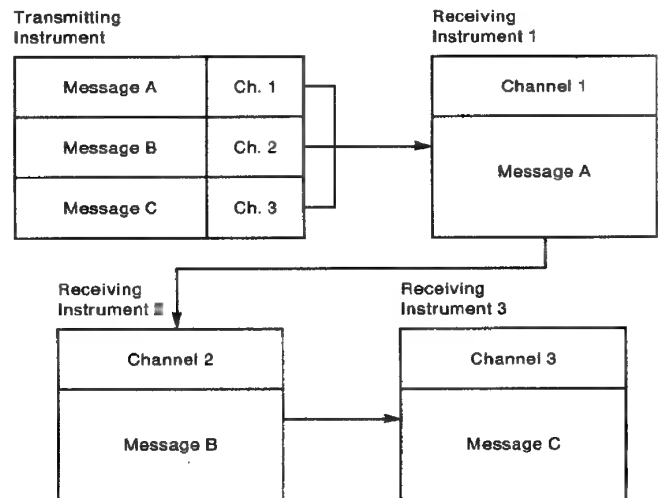 Transmitting
Instrument
Receiving
Instrument 1
Message A
Ch. 1
Message B
Ch. 2
Message C
Ch. 3
Channel 1
Message A
Receiving
Instrument
Receiving
Instrument 3
Channel 2
Message B
Channel 3
Message C